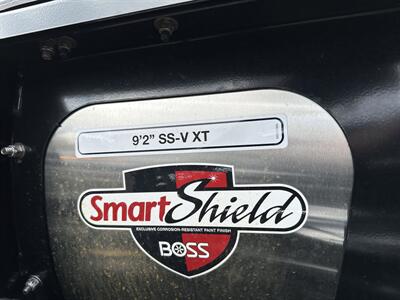 9'2" SS-V XT
SmartShield
EXCLUSIVE CORROSION-RESISTANT PAINT FINISH
BOSS